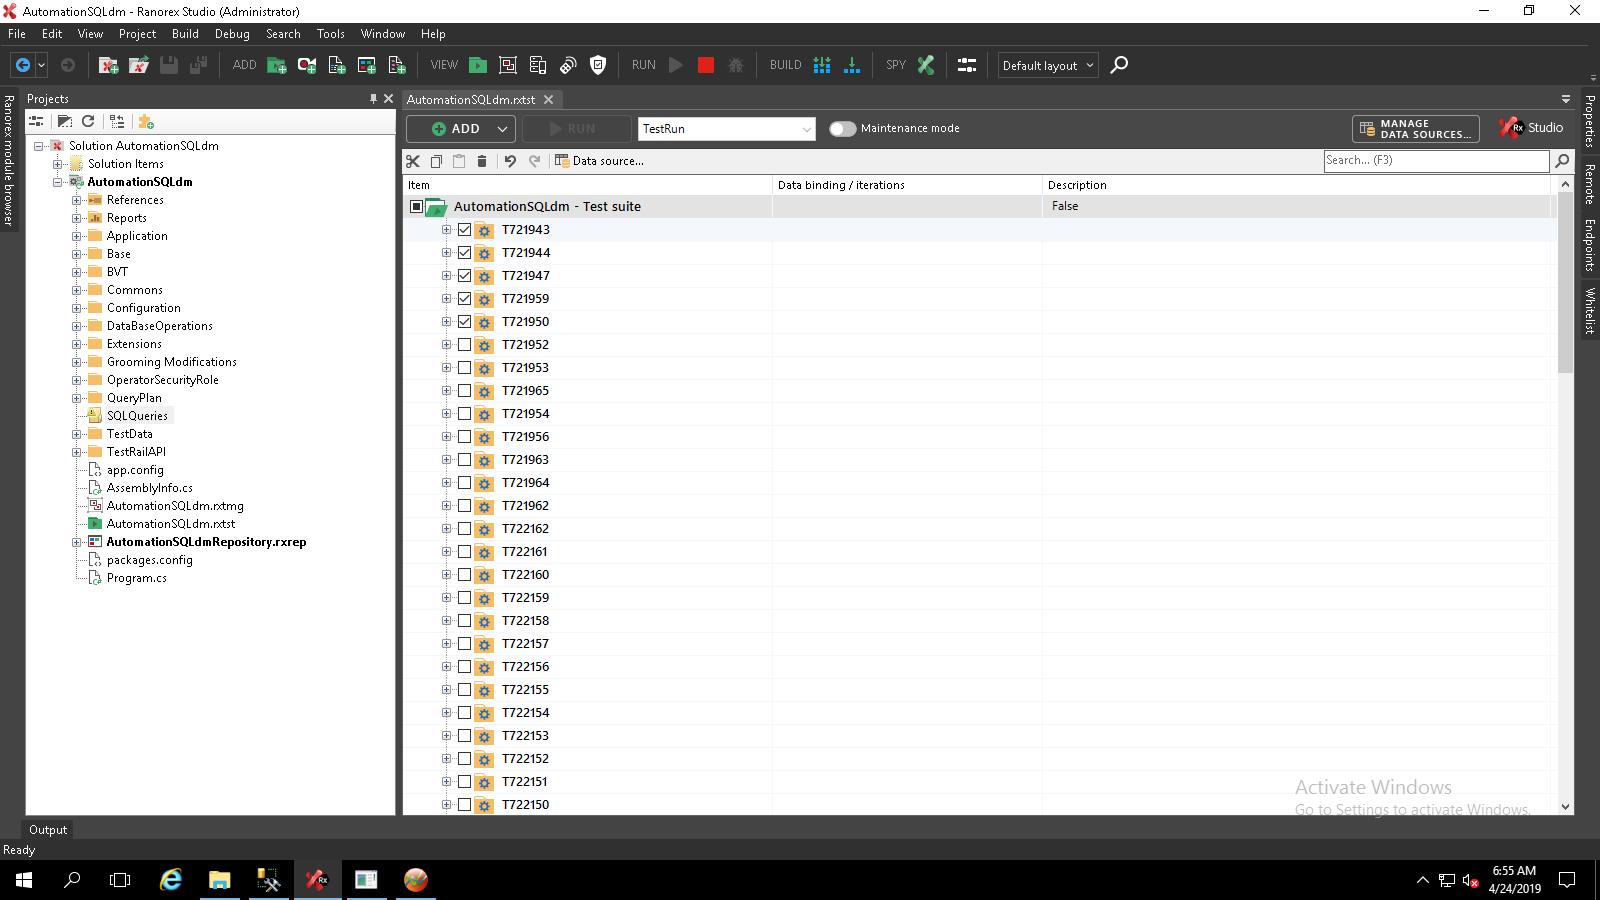 AutomationSQLdm - Ranorex Studio (Administrator)
File Edit View Project Build Debug Search Tools Window Help
ADD VIEW RUN BUILD SPY Default layout
Ranorex module browser
Projects
Solution AutomationSQLdm
Solution Items
AutomationSQLdm
References
Reports
Application
Base
BVT
Commons
Configuration
DataBaseOperations
Extensions
Grooming Modifications
OperatorSecurityRole
QueryPlan
SQLQueries
TestData
TestRailAPI
app.config
AssemblyInfo.cs
AutomationSQLdm.rxtmg
AutomationSQLdm.rxtst
AutomationSQLdmRepository.rxrep
packages.config
Program.cs
AutomationSQLdm.rxtst
ADD RUN TestRun Maintenance mode MANAGE
DATA SOURCES... Rx Studio
Data source... Search... (F3)
Item Data binding / iterations Description
AutomationSQLdm - Test suite False
T721943
T721944
T721947
T721959
T721950
T721952
T721953
T721965
T721954
T721956
T721963
T721964
T721962
T722162
T722161
T722160
T722159
T722158
T722157
T722156
T722155
T722154
T722153
T722152
T722151
T722150
Properties
Remote
Endpoints
Whitelist
Activate Windows
Go to Settings to activate Windows.
Output
Ready
Rx
6:55 AM
4/24/2019